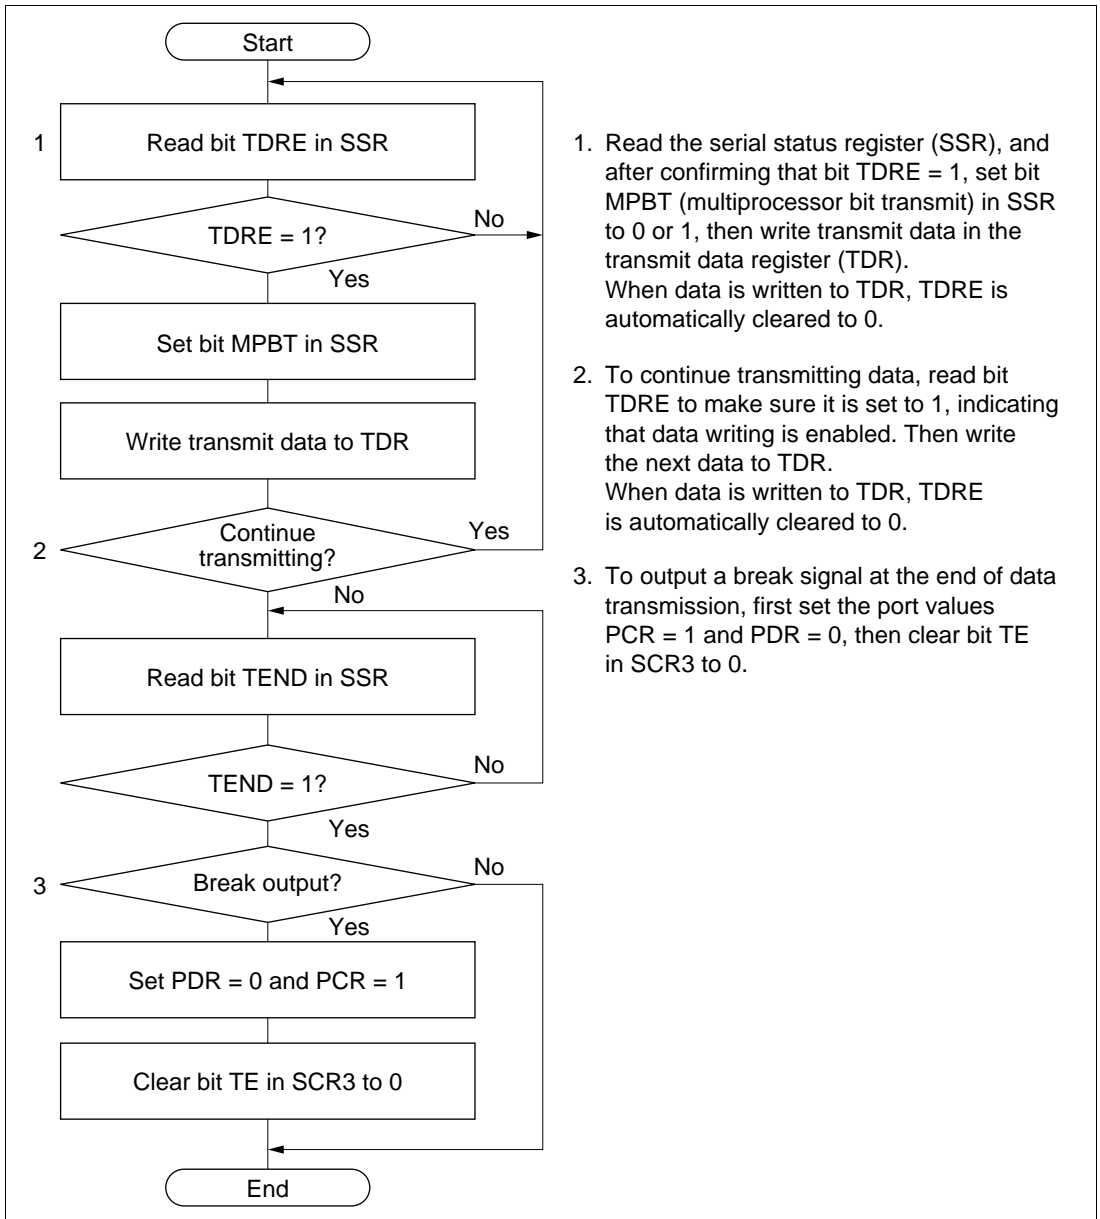 Start
1
Read bit TDRE in SSR
TDRE = 1?
No
Yes
Set bit MPBT in SSR
Write transmit data to TDR
2
Continue
transmitting?
Yes
No
Read bit TEND in SSR
TEND = 1?
No
Yes
3
Break output?
No
Yes
Set PDR = 0 and PCR = 1
Clear bit TE in SCR3 to 0
End
1. Read the serial status register (SSR), and
after confirming that bit TDRE = 1, set bit
MPBT (multiprocessor bit transmit) in SSR
to 0 or 1, then write transmit data in the
transmit data register (TDR).
When data is written to TDR, TDRE is
automatically cleared to 0.
2. To continue transmitting data, read bit
TDRE to make sure it is set to 1, indicating
that data writing is enabled. Then write
the next data to TDR.
When data is written to TDR, TDRE
is automatically cleared to 0.
3. To output a break signal at the end of data
transmission, first set the port values
PCR = 1 and PDR = 0, then clear bit TE
in SCR3 to 0.